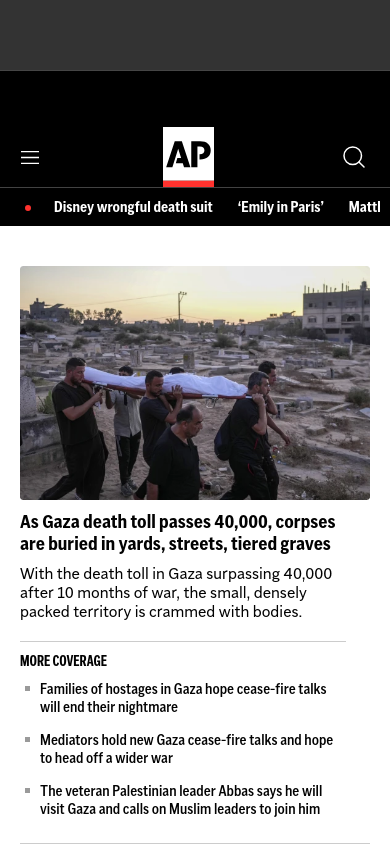 AP
Disney wrongful death suit
‘Emily in Paris’
Mattl
As Gaza death toll passes 40,000, corpses
are buried in yards, streets, tiered graves
With the death toll in Gaza surpassing 40,000
after 10 months of war, the small, densely
packed territory is crammed with bodies.
MORE COVERAGE
Families of hostages in Gaza hope cease-fire talks
will end their nightmare
Mediators hold new Gaza cease-fire talks and hope
to head off a wider war
The veteran Palestinian leader Abbas says he will
visit Gaza and calls on Muslim leaders to join him